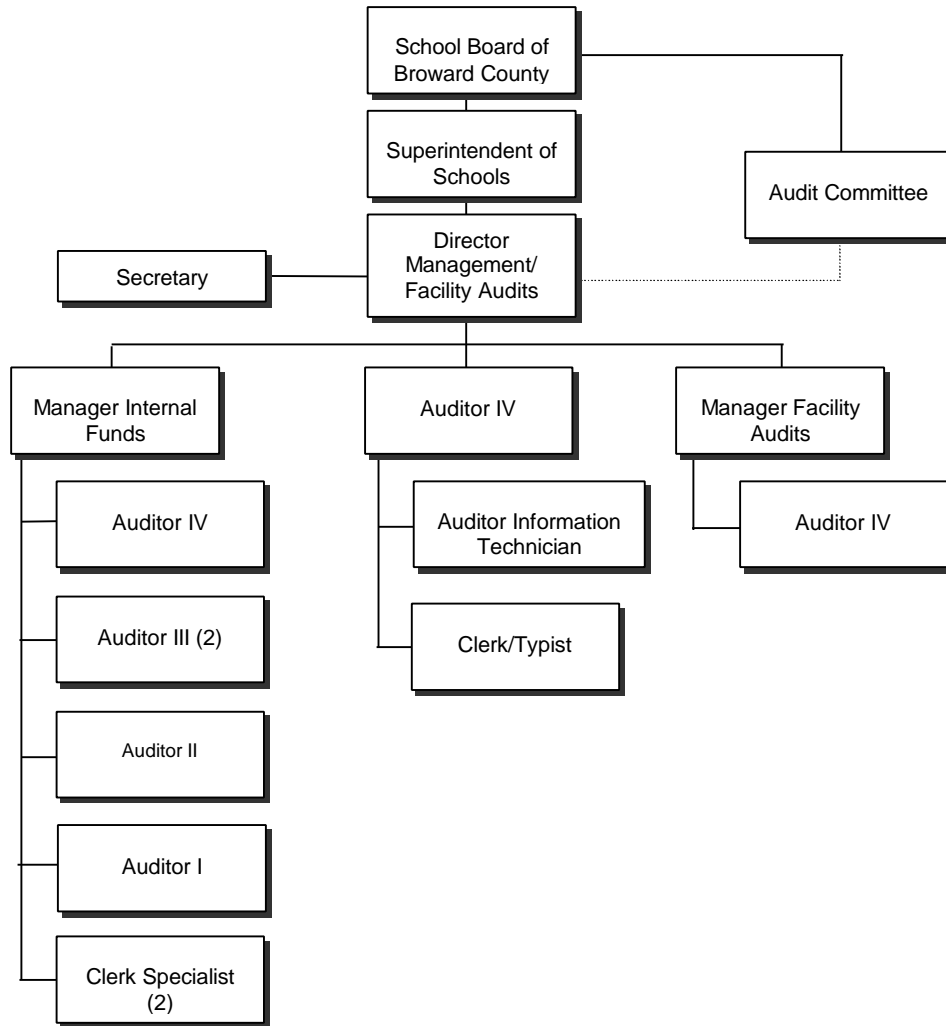 School Board of
Broward County
Superintendent of
Schools
Audit Committee
Director
Management/
Facility Audits
Secretary
Manager Internal
Funds
Auditor IV
Manager Facility
Audits
Auditor IV
Auditor Information
Technician
Auditor IV
Auditor III (2)
Clerk/Typist
Auditor II
Auditor I
Clerk Specialist
(2)